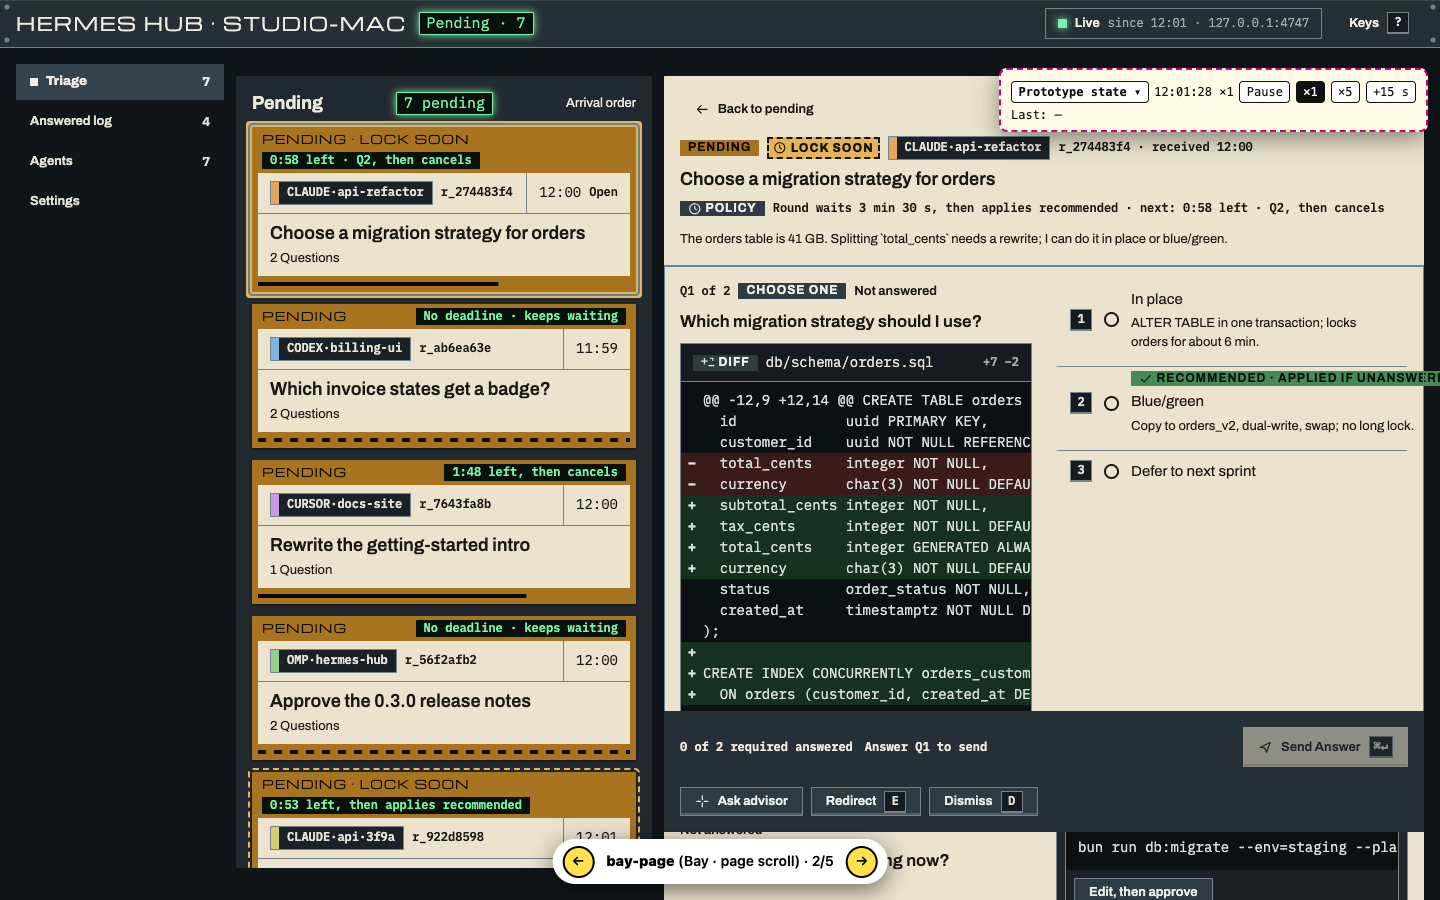 HERMES HUB · STUDIO-MAC
Pending · 7
Live since 12:01 · 127.0.0.1:4747
Keys ?
Triage 7
Answered log 4
Agents 7
Settings
Pending
7 pending
Arrival order
PENDING · LOCK SOON
0:58 left · Q2, then cancels
CLAUDE·api-refactor r_274483f4 12:00 Open
Choose a migration strategy for orders
2 Questions
PENDING No deadline · keeps waiting
CODEX·billing-ui r_ab6ea63e 11:59
Which invoice states get a badge?
2 Questions
PENDING 1:48 left, then cancels
CURSOR·docs-site r_7643fa8b 12:00
Rewrite the getting-started intro
1 Question
PENDING No deadline · keeps waiting
OMP·hermes-hub r_56f2afb2 12:00
Approve the 0.3.0 release notes
2 Questions
PENDING · LOCK SOON
0:53 left, then applies recommended
CLAUDE·api-3f9a r_922d8598 12:01
Prototype state ▾ 12:01:28 ×1 Pause ×1 ×5 +15 s
Last: —
← Back to pending
PENDING LOCK SOON CLAUDE·api-refactor r_274483f4 · received 12:00
Choose a migration strategy for orders
POLICY Round waits 3 min 30 s, then applies recommended · next: 0:58 left · Q2, then cancels
The orders table is 41 GB. Splitting `total_cents` needs a rewrite; I can do it in place or blue/green.
Q1 of 2 CHOOSE ONE Not answered
Which migration strategy should I use?
DIFF db/schema/orders.sql +7 −2
@@ -12,9 +12,14 @@ CREATE TABLE orders
id uuid PRIMARY KEY,
customer_id uuid NOT NULL REFERENC
− total_cents integer NOT NULL,
− currency char(3) NOT NULL DEFAU
+ subtotal_cents integer NOT NULL,
+ tax_cents integer NOT NULL DEFAU
+ total_cents integer GENERATED ALWA
+ currency char(3) NOT NULL DEFAU
status order_status NOT NULL,
created_at timestamptz NOT NULL D
);
+
+ CREATE INDEX CONCURRENTLY orders_custom
+ ON orders (customer_id, created_at DE
1 In place
ALTER TABLE in one transaction; locks
orders for about 6 min.
✓ RECOMMENDED · APPLIED IF UNANSWERE
2 Blue/green
Copy to orders_v2, dual-write, swap; no long lock.
3 Defer to next sprint
0 of 2 required answered Answer Q1 to send
Send Answer ⌘↵
Ask advisor
Redirect E
Dismiss D
Not answered
ng now?
bun run db:migrate --env=staging --pla
Edit, then approve
← bay-page (Bay · page scroll) · 2/5 →